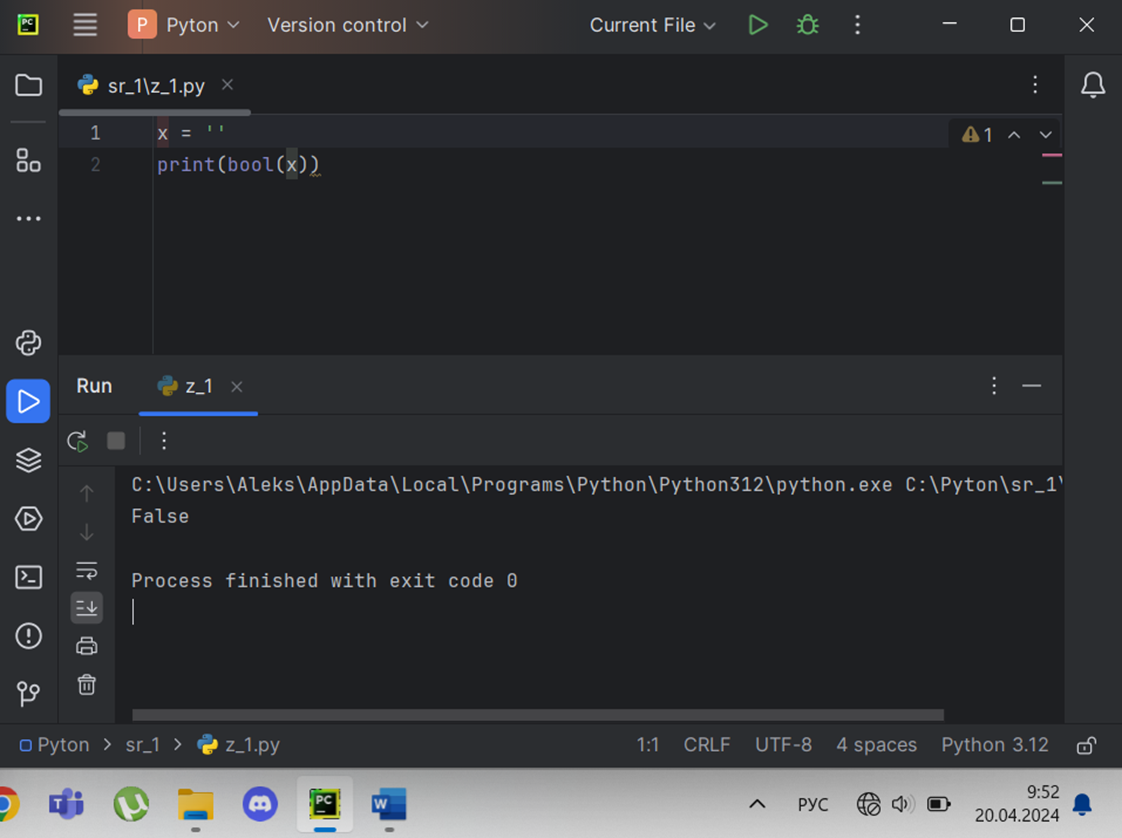 PC P Pyton Version control Current File
sr_1\z_1.py
1 x = ''
1
2 print(bool(x))
Run z_1
C:\Users\Aleks\AppData\Local\Programs\Python\Python312\python.exe C:\Pyton\sr_1\
False
Process finished with exit code 0
Pyton > sr_1 > z_1.py 1:1 CRLF UTF-8 4 spaces Python 3.12
T PC W РУС 9:52
20.04.2024